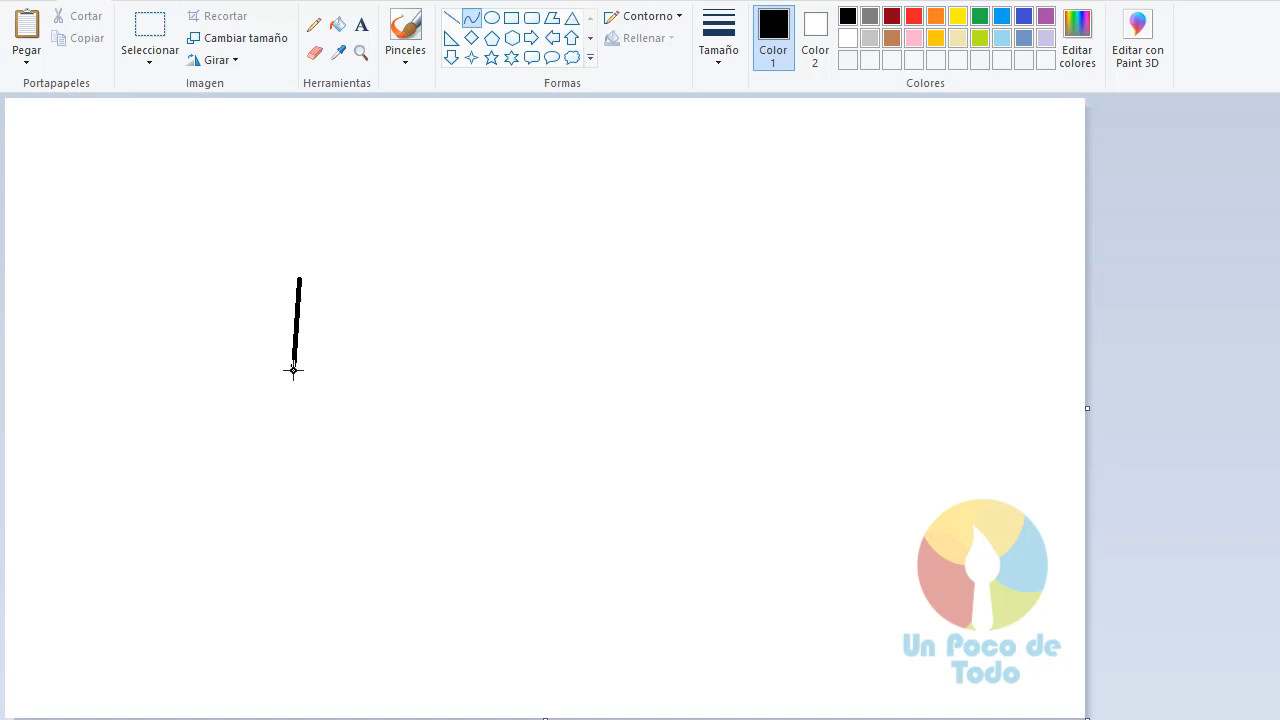 Pegar
Cortar
Copiar
Portapapeles
Seleccionar
Recortar
Cambiar tamaño
Girar
Imagen
A
Herramientas
Pinceles
Contorno
Rellenar
Formas
Tamaño
Color
1
Color
2
Editar
colores
Colores
Editar con
Paint 3D
Un Poco de
Todo